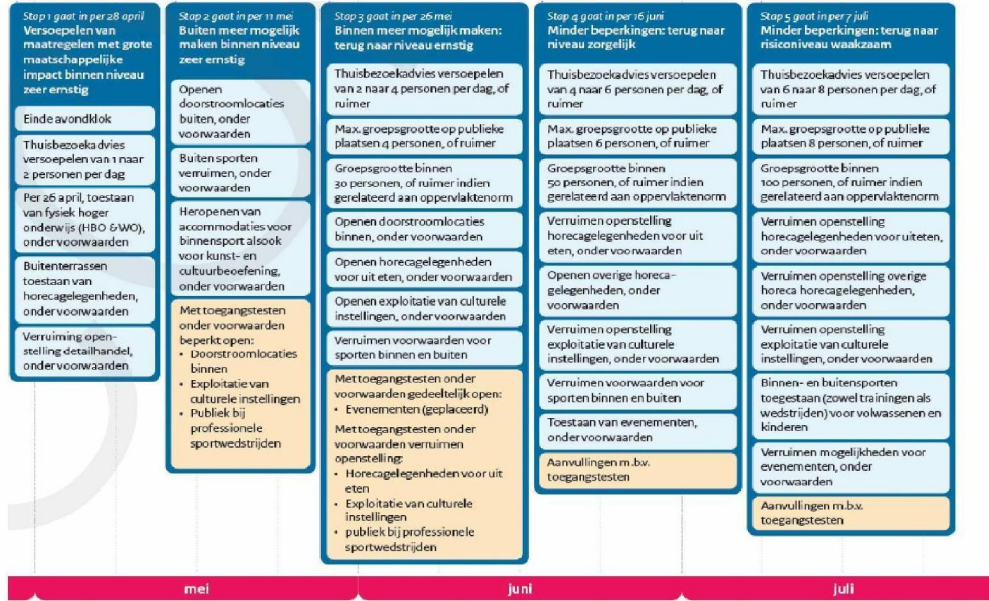 Stap 1 gaat in per 28 april
Versoepelen van
maatregelen met grote
maatschappelijke
impact binnen niveau
zeer ernstig
Einde avondklok
Thuisbezoekadvies
versoepelen van 1 naar
2 personen per dag
Per 26 april, toestaan
van fysiek hoger
onderwijs (HBO & WO),
onder voorwaarden
Buitenterrassen
toestaan van
horecagelegenheden,
onder voorwaarden
Verruiming open-
stelling detailhandel,
onder voorwaarden
Stap 2 gaat in per 11 mei
Buiten meer mogelijk
maken binnen niveau
zeer ernstig
Openen
doorstroomlocaties
buiten, onder
voorwaarden
Buiten sporten
verruimen, onder
voorwaarden
Heropenen van
accommodaties voor
binnensport alsook
voor kunst- en
cultuurbeoefening,
onder voorwaarden
Met toegangstesten
onder voorwaarden
beperkt open:
• Doorstroomlocaties
binnen
• Exploitatie van
culturele instellingen
• Publiek bij
professionele
sportwedstrijden
Stap 3 gaat in per 26 mei
Binnen meer mogelijk maken:
terug naar niveau ernstig
Thuisbezoekadvies versoepelen
van 2 naar 4 personen per dag, of
ruimer
Max. groepsgrootte op publieke
plaatsen 4 personen, of ruimer
Groepsgrootte binnen
30 personen, of ruimer indien
gerelateerd aan oppervlaktenorm
Openen doorstroomlocaties
binnen, onder voorwaarden
Openen horecagelegenheden
voor uit eten, onder voorwaarden
Openen exploitatie van culturele
instellingen, onder voorwaarden
Verruimen voorwaarden voor
sporten binnen en buiten
Met toegangstesten onder
voorwaarden gedeeltelijk open:
• Evenementen (geplaceerd)
Met toegangstesten onder
voorwaarden verruimen
openstelling:
• Horecagelegenheden voor uit
eten
• Exploitatie van culturele
instellingen
• publiek bij professionele
sportwedstrijden
Stap 4 gaat in per 16 juni
Minder beperkingen: terug naar
niveau zorgelijk
Thuisbezoekadvies versoepelen
van 4 naar 6 personen per dag, of
ruimer
Max. groepsgrootte op publieke
plaatsen 6 personen, of ruimer
Groepsgrootte binnen
50 personen, of ruimer indien
gerelateerd aan oppervlaktenorm
Verruimen openstelling
horecagelegenheden voor uit
eten, onder voorwaarden
Openen overige horeca-
gelegenheden, onder
voorwaarden
Verruimen openstelling
exploitatie van culturele
instellingen, onder voorwaarden
Verruimen voorwaarden voor
sporten binnen en buiten
Toestaan van evenementen,
onder voorwaarden
Aanvullingen m.b.v.
toegangstesten
Stap 5 gaat in per 7 juli
Minder beperkingen: terug naar
risiconiveau waakzaam
Thuisbezoekadvies versoepelen
van 6 naar 8 personen per dag, of
ruimer
Max. groepsgrootte op publieke
plaatsen 8 personen, of ruimer
Groepsgrootte binnen
100 personen, of ruimer indien
gerelateerd aan oppervlaktenorm
Verruimen openstelling
horecagelegenheden voor uiteten,
onder voorwaarden
Verruimen openstelling overige
horeca horecagelegenheden,
onder voorwaarden
Verruimen openstelling
exploitatie van culturele
instellingen, onder voorwaarden
Binnen- en buitensporten
toegestaan (zowel trainingen als
wedstrijden) voor volwassenen en
kinderen
Verruimen mogelijkheden voor
evenementen, onder
voorwaarden
Aanvullingen m.b.v.
toegangstesten
mei
juni
juli